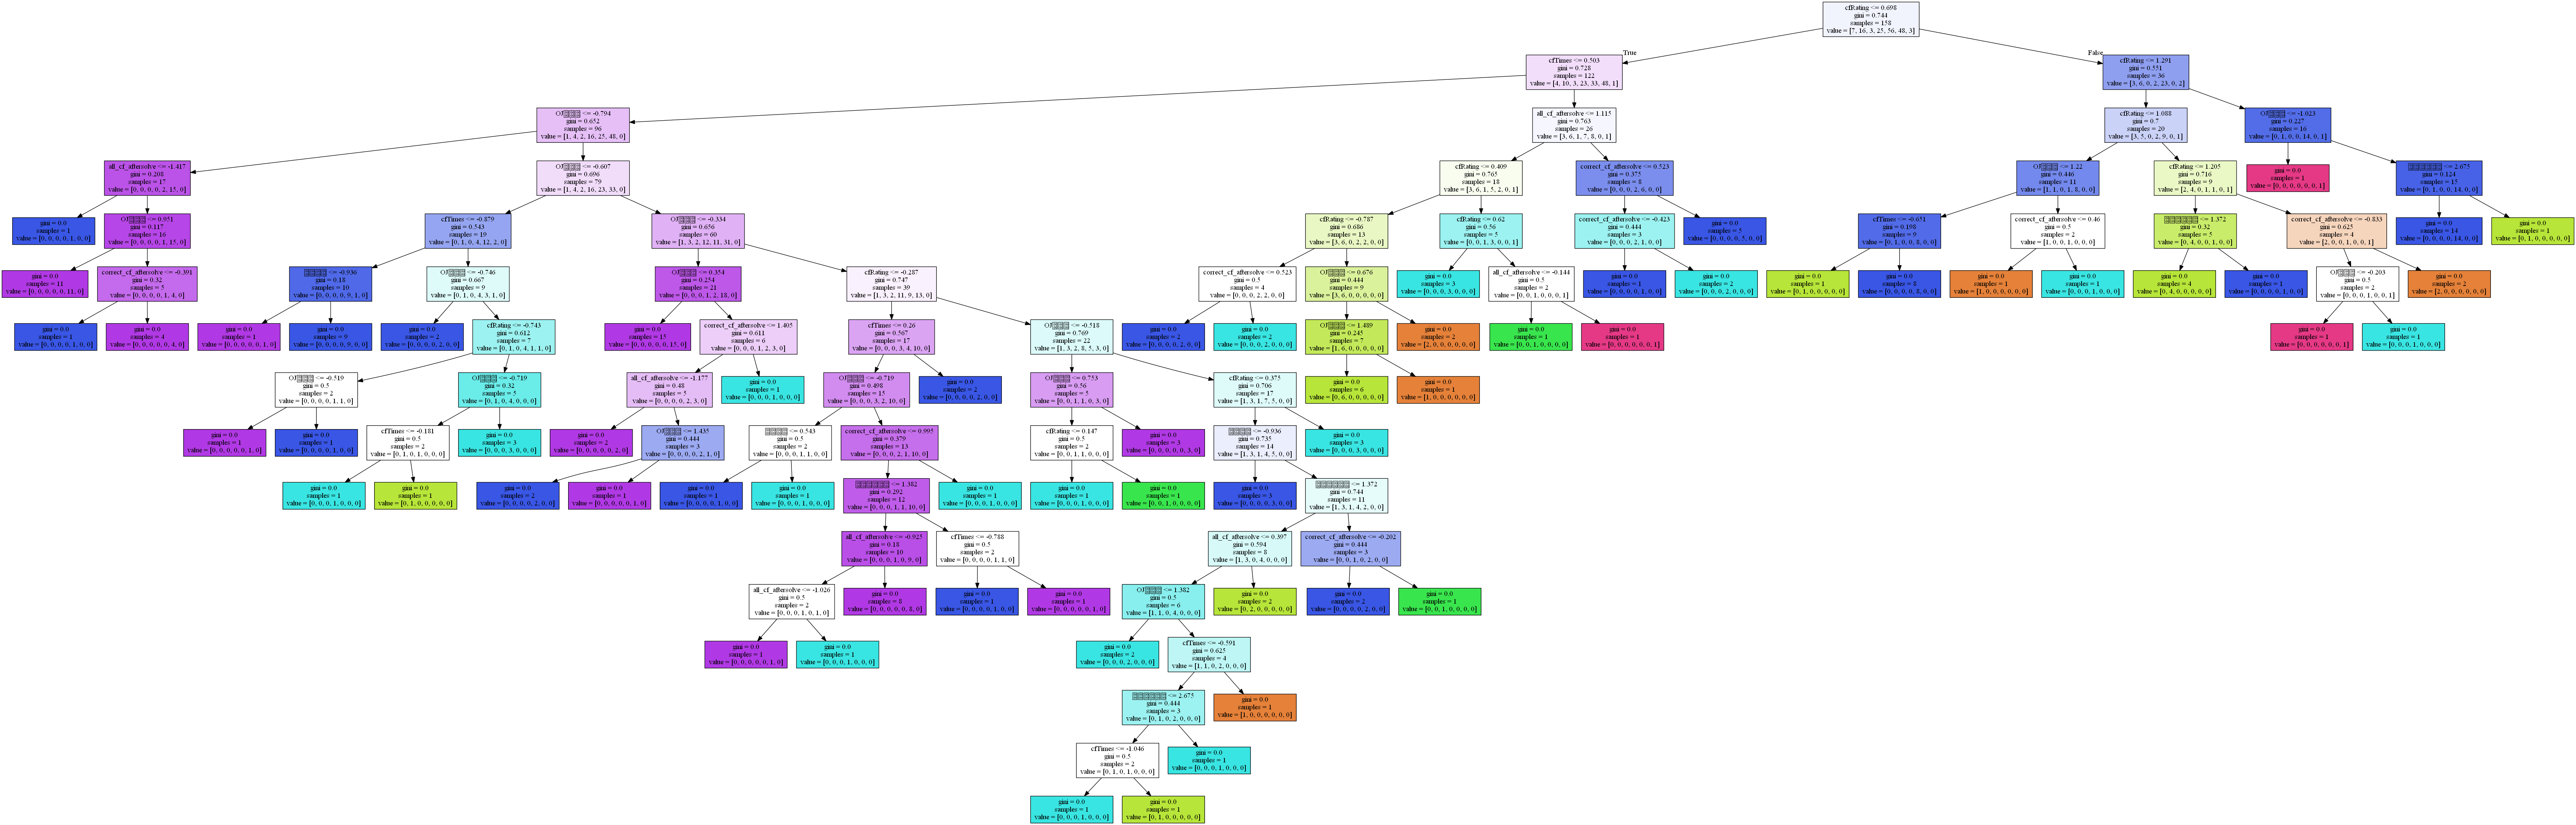 cfRating <= 0.698
gini = 0.744
samples = 158
value = [7, 16, 3, 25, 56, 48, 3]
True
False
cfTimes <= 0.503
gini = 0.728
samples = 122
value = [4, 10, 3, 23, 33, 48, 1]
cfRating <= 1.291
gini = 0.551
samples = 36
value = [3, 6, 0, 2, 23, 0, 2]
OJ□□□ <= -0.794
gini = 0.652
samples = 96
value = [1, 4, 2, 16, 25, 48, 0]
all_cf_aftersolve <= 1.115
gini = 0.763
samples = 26
value = [3, 6, 1, 7, 8, 0, 1]
cfRating <= 1.088
gini = 0.7
samples = 20
value = [3, 5, 0, 2, 9, 0, 1]
OJ□□□ <= -1.023
gini = 0.227
samples = 16
value = [0, 1, 0, 0, 14, 0, 1]
all_cf_aftersolve <= -1.417
gini = 0.208
samples = 17
value = [0, 0, 0, 0, 2, 15, 0]
OJ□□□ <= -0.607
gini = 0.696
samples = 79
value = [1, 4, 2, 16, 23, 33, 0]
cfRating <= 0.409
gini = 0.765
samples = 18
value = [3, 6, 1, 5, 2, 0, 1]
correct_cf_aftersolve <= 0.523
gini = 0.375
samples = 8
value = [0, 0, 0, 2, 6, 0, 0]
OJ□□□ <= 1.22
gini = 0.446
samples = 11
value = [1, 1, 0, 1, 8, 0, 0]
cfRating <= 1.205
gini = 0.716
samples = 9
value = [2, 4, 0, 1, 1, 0, 1]
gini = 0.0
samples = 1
value = [0, 0, 0, 0, 0, 0, 1]
□□□□□□ <= 2.675
gini = 0.124
samples = 15
value = [0, 1, 0, 0, 14, 0, 0]
gini = 0.0
samples = 1
value = [0, 0, 0, 0, 1, 0, 0]
OJ□□□ <= 0.951
gini = 0.117
samples = 16
value = [0, 0, 0, 0, 1, 15, 0]
cfTimes <= -0.879
gini = 0.543
samples = 19
value = [0, 1, 0, 4, 12, 2, 0]
OJ□□□ <= -0.334
gini = 0.656
samples = 60
value = [1, 3, 2, 12, 11, 31, 0]
cfRating <= -0.787
gini = 0.686
samples = 13
value = [3, 6, 0, 2, 2, 0, 0]
cfRating <= 0.62
gini = 0.56
samples = 5
value = [0, 0, 1, 3, 0, 0, 1]
correct_cf_aftersolve <= -0.423
gini = 0.444
samples = 3
value = [0, 0, 0, 2, 1, 0, 0]
gini = 0.0
samples = 5
value = [0, 0, 0, 0, 5, 0, 0]
cfTimes <= -0.651
gini = 0.198
samples = 9
value = [0, 1, 0, 0, 8, 0, 0]
correct_cf_aftersolve <= 0.46
gini = 0.5
samples = 2
value = [1, 0, 0, 1, 0, 0, 0]
□□□□□□ <= 1.372
gini = 0.32
samples = 5
value = [0, 4, 0, 0, 1, 0, 0]
correct_cf_aftersolve <= -0.833
gini = 0.625
samples = 4
value = [2, 0, 0, 1, 0, 0, 1]
gini = 0.0
samples = 14
value = [0, 0, 0, 0, 14, 0, 0]
gini = 0.0
samples = 1
value = [0, 1, 0, 0, 0, 0, 0]
gini = 0.0
samples = 11
value = [0, 0, 0, 0, 0, 11, 0]
correct_cf_aftersolve <= -0.391
gini = 0.32
samples = 5
value = [0, 0, 0, 0, 1, 4, 0]
□□□□ <= -0.936
gini = 0.18
samples = 10
value = [0, 0, 0, 0, 9, 1, 0]
OJ□□□ <= -0.746
gini = 0.667
samples = 9
value = [0, 1, 0, 4, 3, 1, 0]
OJ□□□ <= 0.354
gini = 0.254
samples = 21
value = [0, 0, 0, 1, 2, 18, 0]
cfRating <= -0.287
gini = 0.747
samples = 39
value = [1, 3, 2, 11, 9, 13, 0]
correct_cf_aftersolve <= 0.523
gini = 0.5
samples = 4
value = [0, 0, 0, 2, 2, 0, 0]
OJ□□□ <= 0.676
gini = 0.444
samples = 9
value = [3, 6, 0, 0, 0, 0, 0]
gini = 0.0
samples = 3
value = [0, 0, 0, 3, 0, 0, 0]
all_cf_aftersolve <= -0.144
gini = 0.5
samples = 2
value = [0, 0, 1, 0, 0, 0, 1]
gini = 0.0
samples = 1
value = [0, 0, 0, 0, 1, 0, 0]
gini = 0.0
samples = 2
value = [0, 0, 0, 2, 0, 0, 0]
gini = 0.0
samples = 1
value = [0, 1, 0, 0, 0, 0, 0]
gini = 0.0
samples = 8
value = [0, 0, 0, 0, 8, 0, 0]
gini = 0.0
samples = 1
value = [1, 0, 0, 0, 0, 0, 0]
gini = 0.0
samples = 1
value = [0, 0, 0, 1, 0, 0, 0]
gini = 0.0
samples = 4
value = [0, 4, 0, 0, 0, 0, 0]
gini = 0.0
samples = 1
value = [0, 0, 0, 0, 1, 0, 0]
OJ□□□ <= -0.203
gini = 0.5
samples = 2
value = [0, 0, 0, 1, 0, 0, 1]
gini = 0.0
samples = 2
value = [2, 0, 0, 0, 0, 0, 0]
gini = 0.0
samples = 1
value = [0, 0, 0, 0, 1, 0, 0]
gini = 0.0
samples = 4
value = [0, 0, 0, 0, 0, 4, 0]
gini = 0.0
samples = 1
value = [0, 0, 0, 0, 0, 1, 0]
gini = 0.0
samples = 9
value = [0, 0, 0, 0, 9, 0, 0]
gini = 0.0
samples = 2
value = [0, 0, 0, 0, 2, 0, 0]
cfRating <= -0.743
gini = 0.612
samples = 7
value = [0, 1, 0, 4, 1, 1, 0]
gini = 0.0
samples = 15
value = [0, 0, 0, 0, 0, 15, 0]
correct_cf_aftersolve <= 1.405
gini = 0.611
samples = 6
value = [0, 0, 0, 1, 2, 3, 0]
cfTimes <= 0.26
gini = 0.567
samples = 17
value = [0, 0, 0, 3, 4, 10, 0]
OJ□□□ <= -0.518
gini = 0.769
samples = 22
value = [1, 3, 2, 8, 5, 3, 0]
gini = 0.0
samples = 2
value = [0, 0, 0, 0, 2, 0, 0]
gini = 0.0
samples = 2
value = [0, 0, 0, 2, 0, 0, 0]
OJ□□□ <= 1.489
gini = 0.245
samples = 7
value = [1, 6, 0, 0, 0, 0, 0]
gini = 0.0
samples = 2
value = [2, 0, 0, 0, 0, 0, 0]
gini = 0.0
samples = 1
value = [0, 0, 1, 0, 0, 0, 0]
gini = 0.0
samples = 1
value = [0, 0, 0, 0, 0, 0, 1]
gini = 0.0
samples = 1
value = [0, 0, 0, 0, 0, 0, 1]
gini = 0.0
samples = 1
value = [0, 0, 0, 1, 0, 0, 0]
OJ□□□ <= -0.519
gini = 0.5
samples = 2
value = [0, 0, 0, 0, 1, 1, 0]
OJ□□□ <= -0.719
gini = 0.32
samples = 5
value = [0, 1, 0, 4, 0, 0, 0]
all_cf_aftersolve <= -1.177
gini = 0.48
samples = 5
value = [0, 0, 0, 0, 2, 3, 0]
gini = 0.0
samples = 1
value = [0, 0, 0, 1, 0, 0, 0]
OJ□□□ <= -0.719
gini = 0.498
samples = 15
value = [0, 0, 0, 3, 2, 10, 0]
gini = 0.0
samples = 2
value = [0, 0, 0, 0, 2, 0, 0]
OJ□□□ <= 0.753
gini = 0.56
samples = 5
value = [0, 0, 1, 1, 0, 3, 0]
cfRating <= 0.375
gini = 0.706
samples = 17
value = [1, 3, 1, 7, 5, 0, 0]
gini = 0.0
samples = 6
value = [0, 6, 0, 0, 0, 0, 0]
gini = 0.0
samples = 1
value = [1, 0, 0, 0, 0, 0, 0]
gini = 0.0
samples = 1
value = [0, 0, 0, 0, 0, 1, 0]
gini = 0.0
samples = 1
value = [0, 0, 0, 0, 1, 0, 0]
cfTimes <= -0.181
gini = 0.5
samples = 2
value = [0, 1, 0, 1, 0, 0, 0]
gini = 0.0
samples = 3
value = [0, 0, 0, 3, 0, 0, 0]
gini = 0.0
samples = 2
value = [0, 0, 0, 0, 0, 2, 0]
OJ□□□ <= 1.435
gini = 0.444
samples = 3
value = [0, 0, 0, 0, 2, 1, 0]
□□□□ <= 0.543
gini = 0.5
samples = 2
value = [0, 0, 0, 1, 1, 0, 0]
correct_cf_aftersolve <= 0.995
gini = 0.379
samples = 13
value = [0, 0, 0, 2, 1, 10, 0]
cfRating <= 0.147
gini = 0.5
samples = 2
value = [0, 0, 1, 1, 0, 0, 0]
gini = 0.0
samples = 3
value = [0, 0, 0, 0, 0, 3, 0]
□□□□ <= -0.936
gini = 0.735
samples = 14
value = [1, 3, 1, 4, 5, 0, 0]
gini = 0.0
samples = 3
value = [0, 0, 0, 3, 0, 0, 0]
gini = 0.0
samples = 1
value = [0, 0, 0, 1, 0, 0, 0]
gini = 0.0
samples = 1
value = [0, 1, 0, 0, 0, 0, 0]
gini = 0.0
samples = 2
value = [0, 0, 0, 0, 2, 0, 0]
gini = 0.0
samples = 1
value = [0, 0, 0, 0, 0, 1, 0]
gini = 0.0
samples = 1
value = [0, 0, 0, 0, 1, 0, 0]
gini = 0.0
samples = 1
value = [0, 0, 0, 1, 0, 0, 0]
□□□□□□ <= 1.382
gini = 0.292
samples = 12
value = [0, 0, 0, 1, 1, 10, 0]
gini = 0.0
samples = 1
value = [0, 0, 0, 1, 0, 0, 0]
gini = 0.0
samples = 1
value = [0, 0, 0, 1, 0, 0, 0]
gini = 0.0
samples = 1
value = [0, 0, 1, 0, 0, 0, 0]
gini = 0.0
samples = 3
value = [0, 0, 0, 0, 3, 0, 0]
□□□□□□ <= 1.372
gini = 0.744
samples = 11
value = [1, 3, 1, 4, 2, 0, 0]
all_cf_aftersolve <= -0.925
gini = 0.18
samples = 10
value = [0, 0, 0, 1, 0, 9, 0]
cfTimes <= -0.788
gini = 0.5
samples = 2
value = [0, 0, 0, 0, 1, 1, 0]
all_cf_aftersolve <= 0.397
gini = 0.594
samples = 8
value = [1, 3, 0, 4, 0, 0, 0]
correct_cf_aftersolve <= -0.202
gini = 0.444
samples = 3
value = [0, 0, 1, 0, 2, 0, 0]
all_cf_aftersolve <= -1.026
gini = 0.5
samples = 2
value = [0, 0, 0, 1, 0, 1, 0]
gini = 0.0
samples = 8
value = [0, 0, 0, 0, 0, 8, 0]
gini = 0.0
samples = 1
value = [0, 0, 0, 0, 1, 0, 0]
gini = 0.0
samples = 1
value = [0, 0, 0, 0, 0, 1, 0]
OJ□□□ <= 1.382
gini = 0.5
samples = 6
value = [1, 1, 0, 4, 0, 0, 0]
gini = 0.0
samples = 2
value = [0, 2, 0, 0, 0, 0, 0]
gini = 0.0
samples = 2
value = [0, 0, 0, 0, 2, 0, 0]
gini = 0.0
samples = 1
value = [0, 0, 1, 0, 0, 0, 0]
gini = 0.0
samples = 1
value = [0, 0, 0, 0, 0, 1, 0]
gini = 0.0
samples = 1
value = [0, 0, 0, 1, 0, 0, 0]
gini = 0.0
samples = 2
value = [0, 0, 0, 2, 0, 0, 0]
cfTimes <= -0.591
gini = 0.625
samples = 4
value = [1, 1, 0, 2, 0, 0, 0]
□□□□□□ <= 2.675
gini = 0.444
samples = 3
value = [0, 1, 0, 2, 0, 0, 0]
gini = 0.0
samples = 1
value = [1, 0, 0, 0, 0, 0, 0]
cfTimes <= -1.046
gini = 0.5
samples = 2
value = [0, 1, 0, 1, 0, 0, 0]
gini = 0.0
samples = 1
value = [0, 0, 0, 1, 0, 0, 0]
gini = 0.0
samples = 1
value = [0, 0, 0, 1, 0, 0, 0]
gini = 0.0
samples = 1
value = [0, 1, 0, 0, 0, 0, 0]